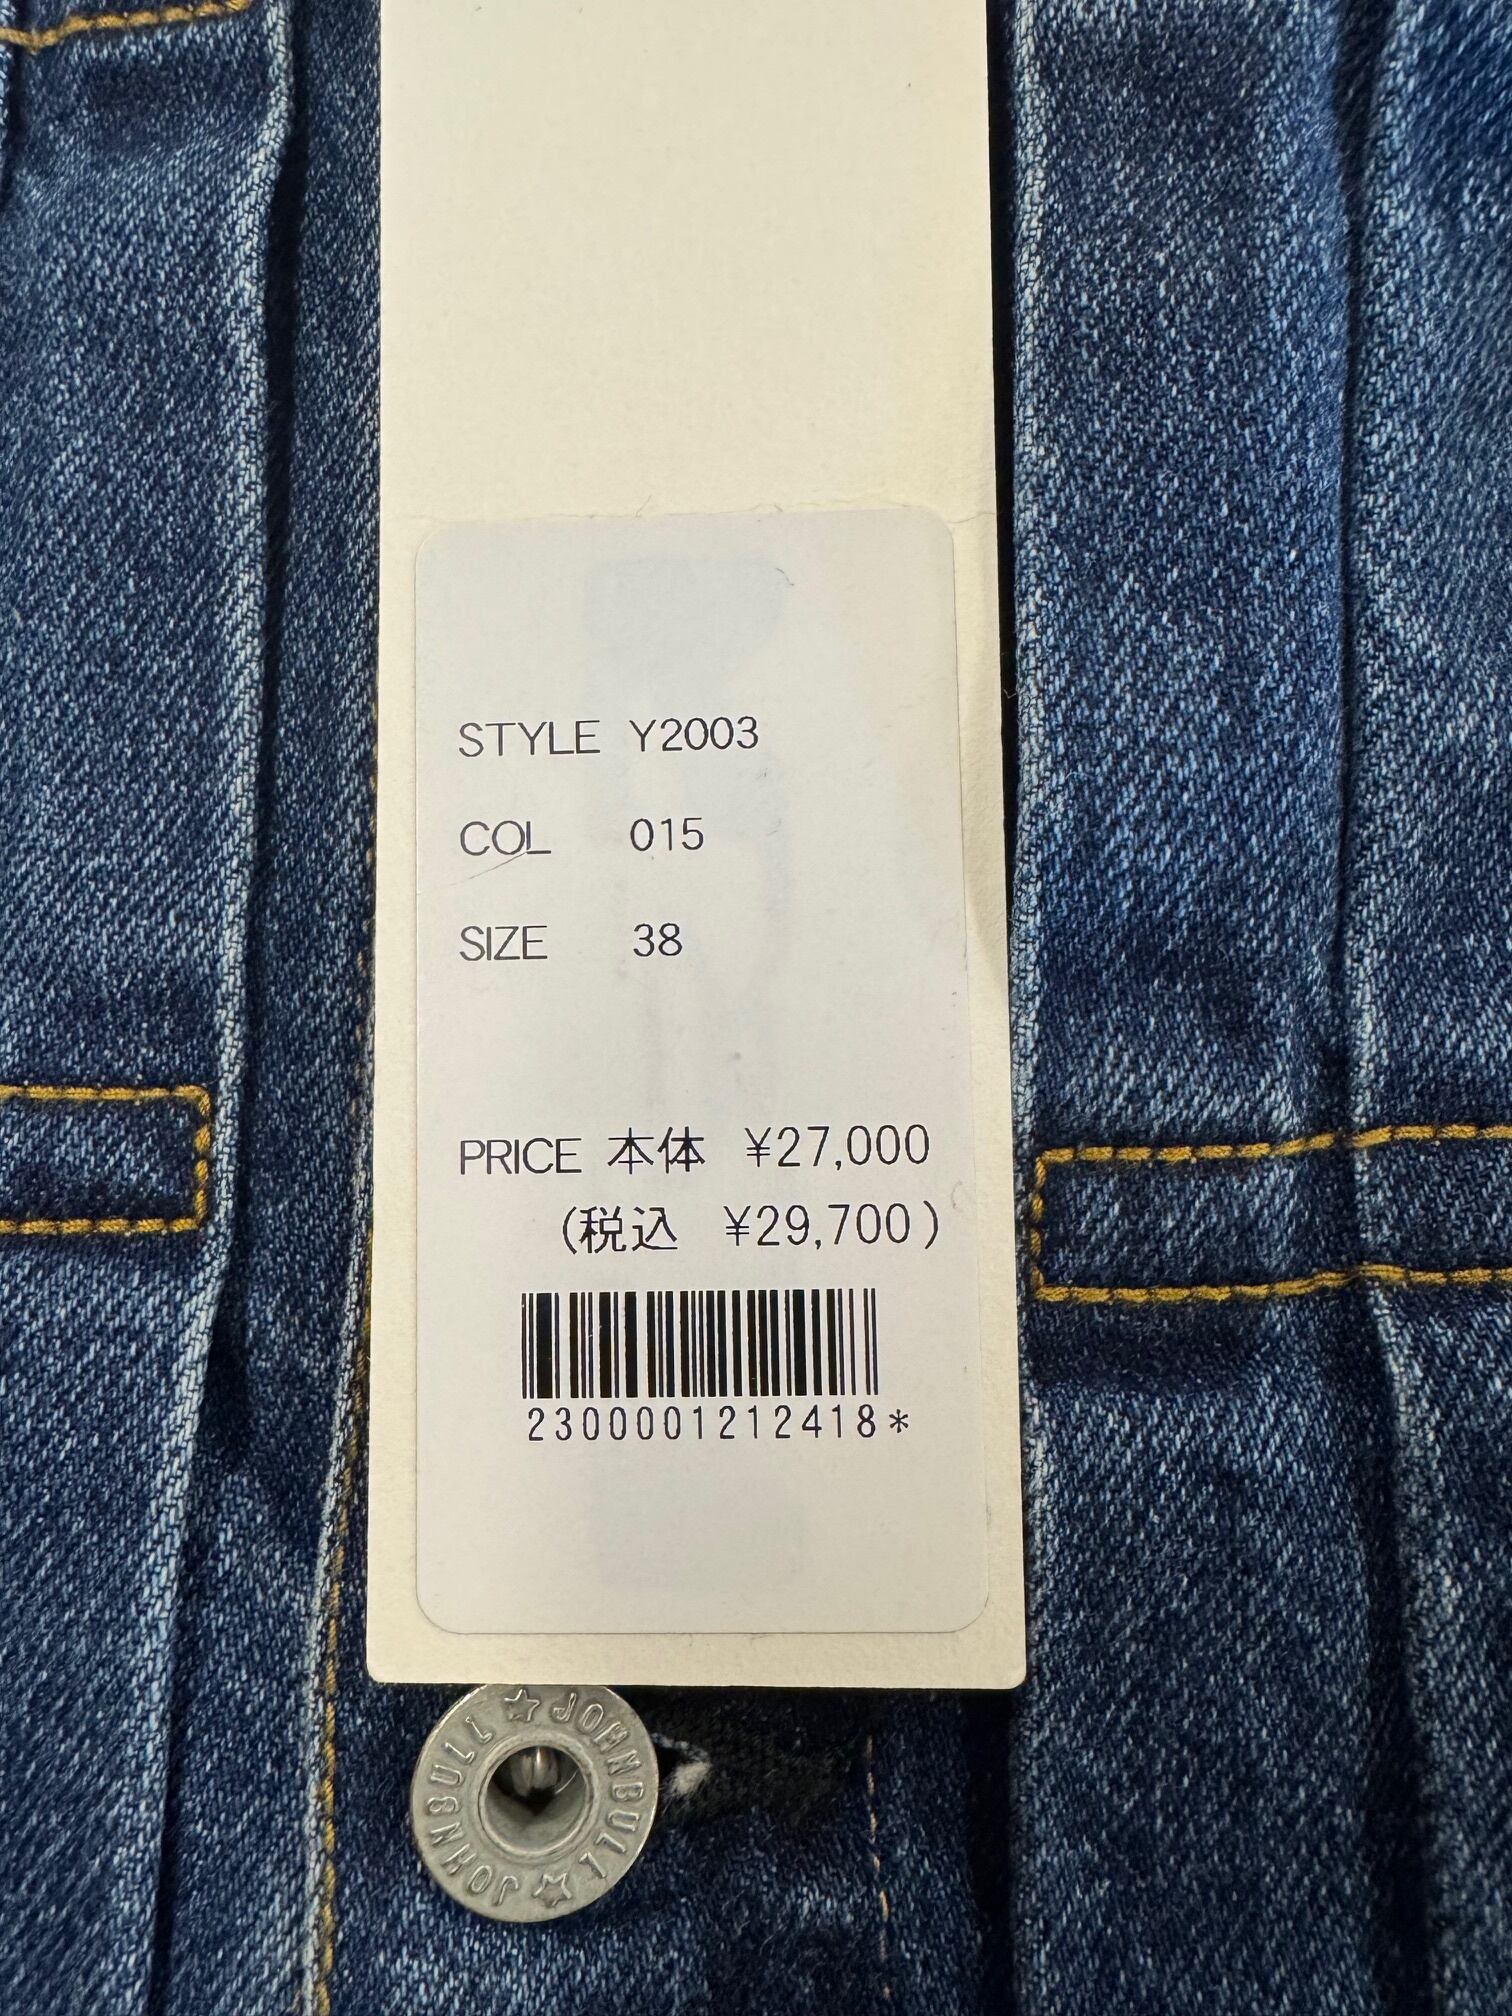 STYLE Y2003
COL 015
SIZE 38
PRICE 本体 ¥27,000
(税込 ¥29,700)
2300001212418*
☆ JOHNBULL ☆ JOHNBULL